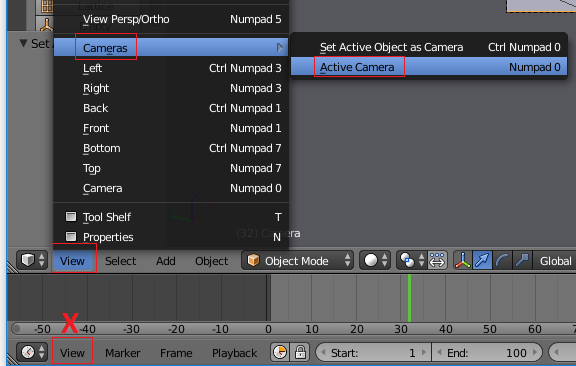 View Persp/Ortho Numpad 5
Cameras
Set Active Object as Camera Ctrl Numpad 0
Active Camera Numpad 0
Left Ctrl Numpad 3
Right Numpad 3
Back Ctrl Numpad 1
Front Numpad 1
Bottom Ctrl Numpad 7
Top Numpad 7
Camera Numpad 0
Tool Shelf T
Properties N
View Select Add Object Object Mode Global
-50 -40 -30 -20 -10 0 10 20 30 40 50 60
X
View Marker Frame Playback Start: 1 End: 100